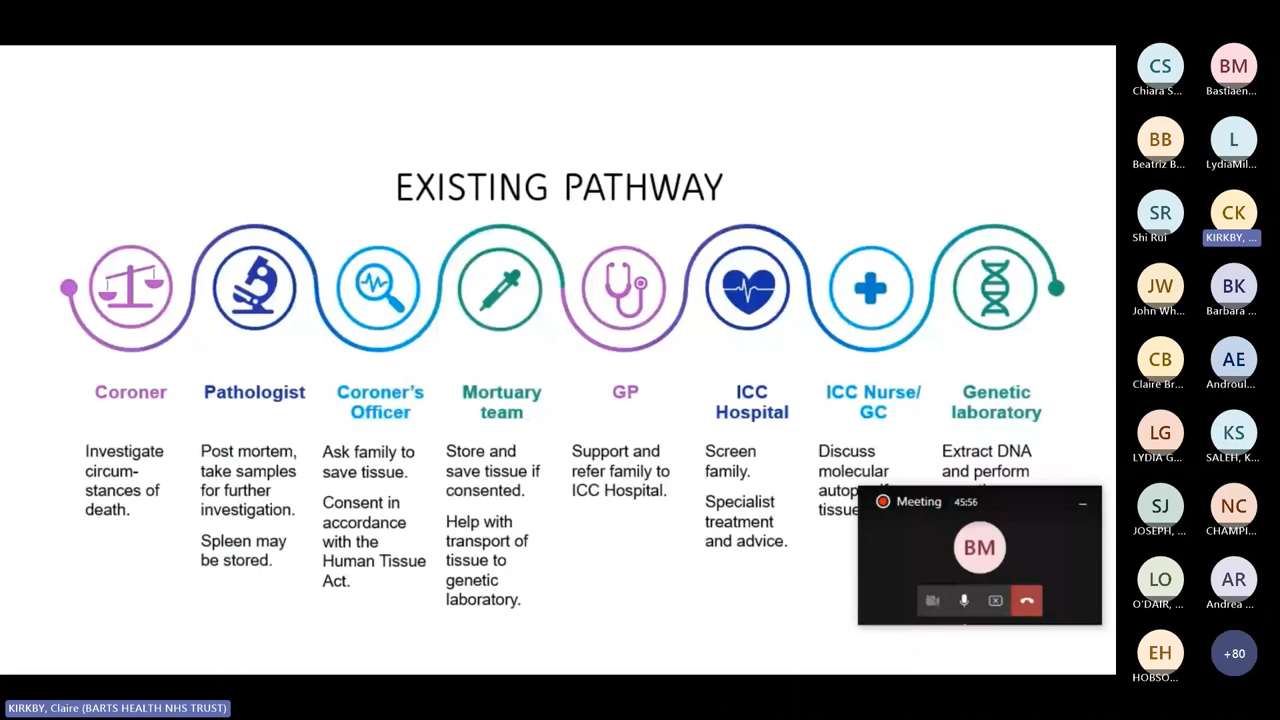 EXISTING PATHWAY
Coroner
Investigate
circum-
stances of
death.
Pathologist
Post mortem,
take samples
for further
investigation.
Spleen may
be stored.
Coroner's
Officer
Ask family to
save tissue.
Consent in
accordance
with the
Human Tissue
Act.
Mortuary
team
Store and
save tissue if
consented.
Help with
transport of
tissue to
genetic
laboratory.
GP
Support and
refer family to
ICC Hospital.
ICC
Hospital
Screen
family.
Specialist
treatment
and advice.
ICC Nurse/
GC
Discuss
molecular
Genetic
laboratory
Extract DNA
and perform
Meeting 45:56
BM
CS
Chiara S...
BM
Bastiaen...
BB
Beatriz B...
L
LydiaMil...
SR
Shi Rui
CK
KIRKBY, ...
JW
John Wh...
BK
Barbara
CB
Claire Br...
AE
Androul...
LG
LYDIA G...
KS
SALEH, K...
SJ
JOSEPH, ...
NC
CHAMPI...
LO
O'DAIR, ...
AR
Andrea ...
EH
HOBSO...
+80
KIRKBY, Claire (BARTS HEALTH NHS TRUST)